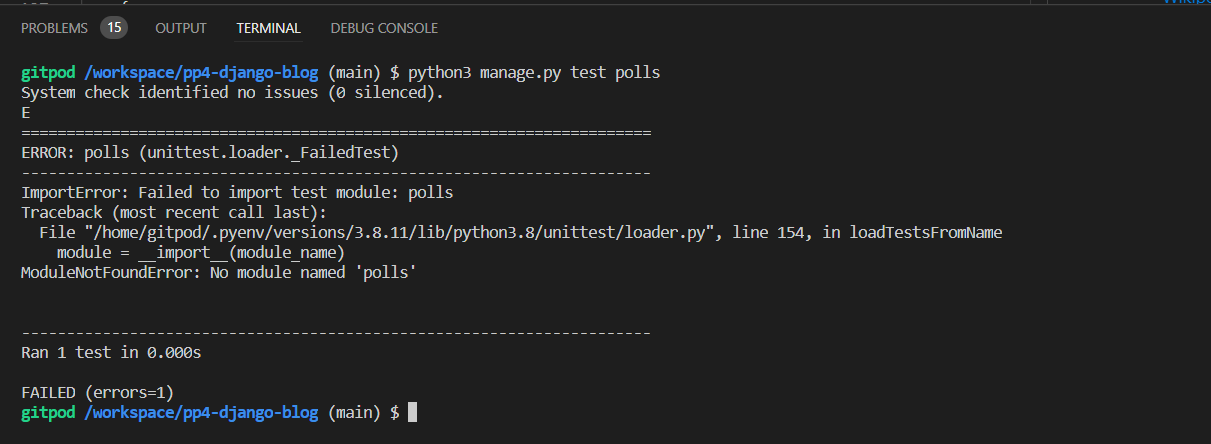 PROBLEMS 15 OUTPUT TERMINAL DEBUG CONSOLE
gitpod /workspace/pp4-django-blog (main) $ python3 manage.py test polls
System check identified no issues (0 silenced).
E
======================================================================
ERROR: polls (unittest.loader._FailedTest)
----------------------------------------------------------------------
ImportError: Failed to import test module: polls
Traceback (most recent call last):
  File "/home/gitpod/.pyenv/versions/3.8.11/lib/python3.8/unittest/loader.py", line 154, in loadTestsFromName
    module = __import__(module_name)
ModuleNotFoundError: No module named 'polls'
----------------------------------------------------------------------
Ran 1 test in 0.000s
FAILED (errors=1)
gitpod /workspace/pp4-django-blog (main) $